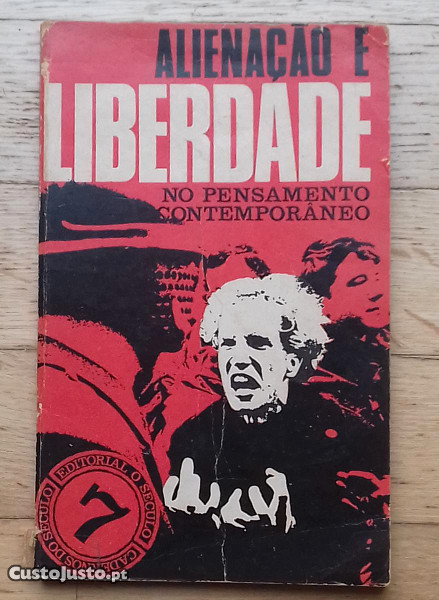 ALIENAÇÃO E
LIBERDADE
NO PENSAMENTO
CONTEMPORÂNEO
EDITORIAL O SÉCULO
7
CADERNOS DO SÉCULO
CustoJusto.pt